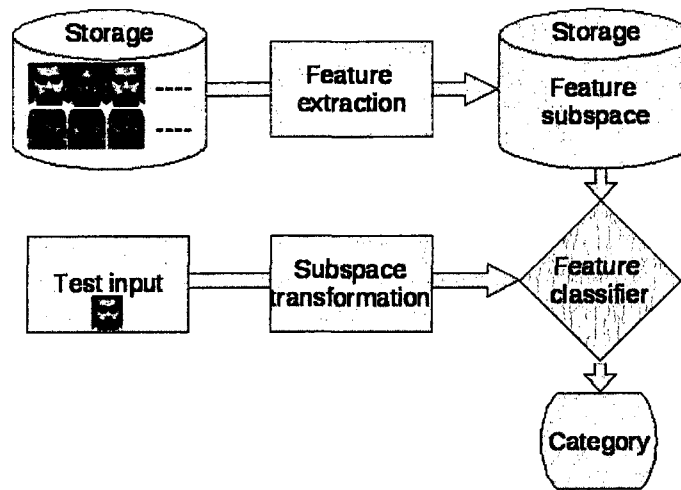 Storage
----
----
Feature
extraction
Storage
Feature
subspace
Test input
Subspace
transformation
Feature
classifier
Category